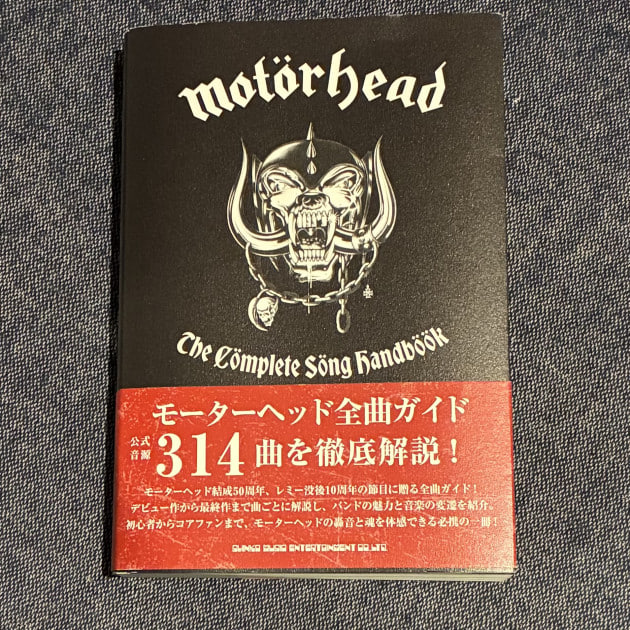 motörhead
The Cömplete Söng Handböök
モーターヘッド全曲ガイド
公式音源 314曲を徹底解説！
モーターヘッド結成50周年、レミー没後10周年の節目に贈る全曲ガイド！
デビュー作から最終作まで曲ごとに解説し、バンドの魅力と音楽の変遷を紹介。
初心者からコアファンまで、モーターヘッドの轟音と魂を体感できる必携の一冊！
SHINKO MUSIC ENTERTAINMENT CO.LTD.